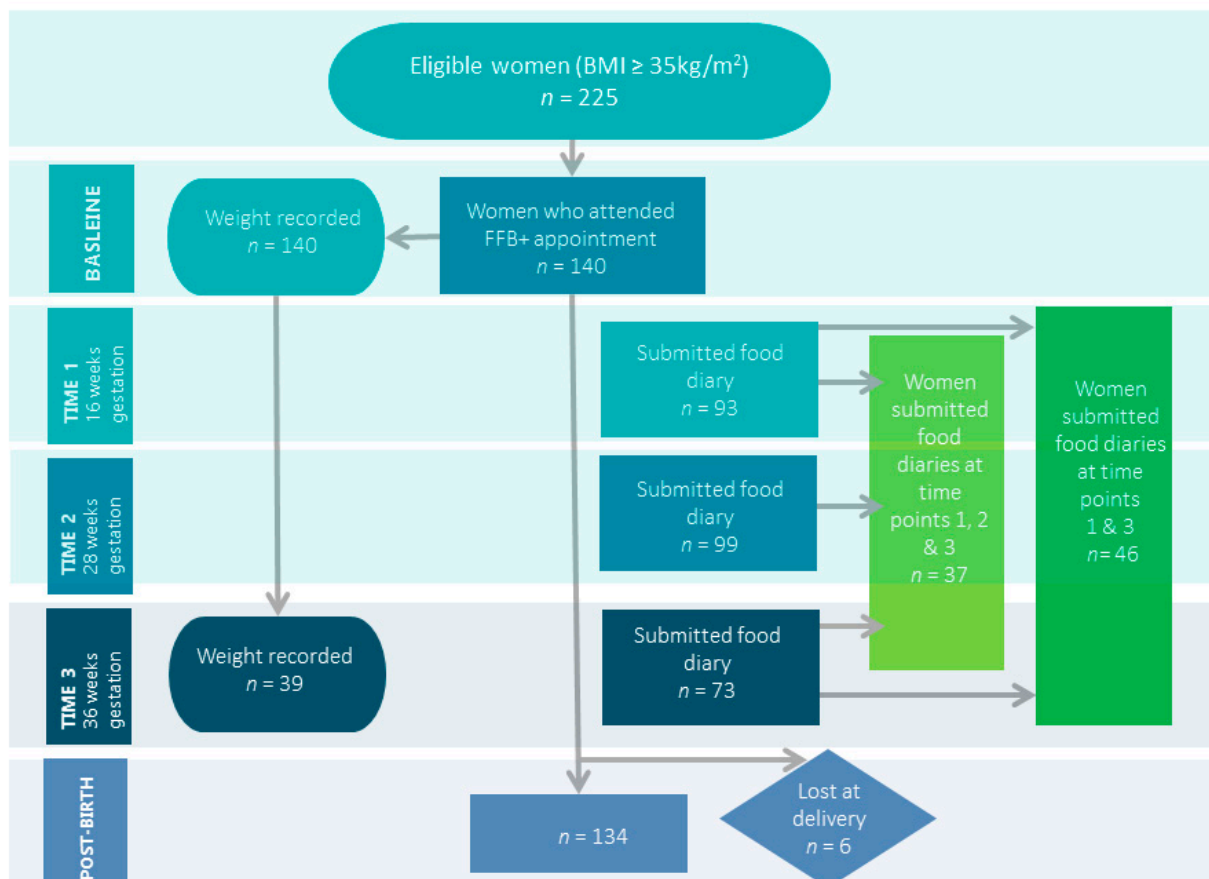 Eligible women (BMI ≥ 35kg/m²)
n = 225
BASLEINE
Weight recorded
n = 140
Women who attended
FFB+ appointment
n = 140
TIME 1
16 weeks
gestation
Submitted food
diary
n = 93
Women
submitted
food
diaries at
time
points 1, 2
& 3
n = 37
Women
submitted
food diaries
at time
points
1 & 3
n= 46
TIME 2
28 weeks
gestation
Submitted food
diary
n = 99
TIME 3
36 weeks
gestation
Weight recorded
n = 39
Submitted food
diary
n = 73
POST-BIRTH
n = 134
Lost at
delivery
n = 6